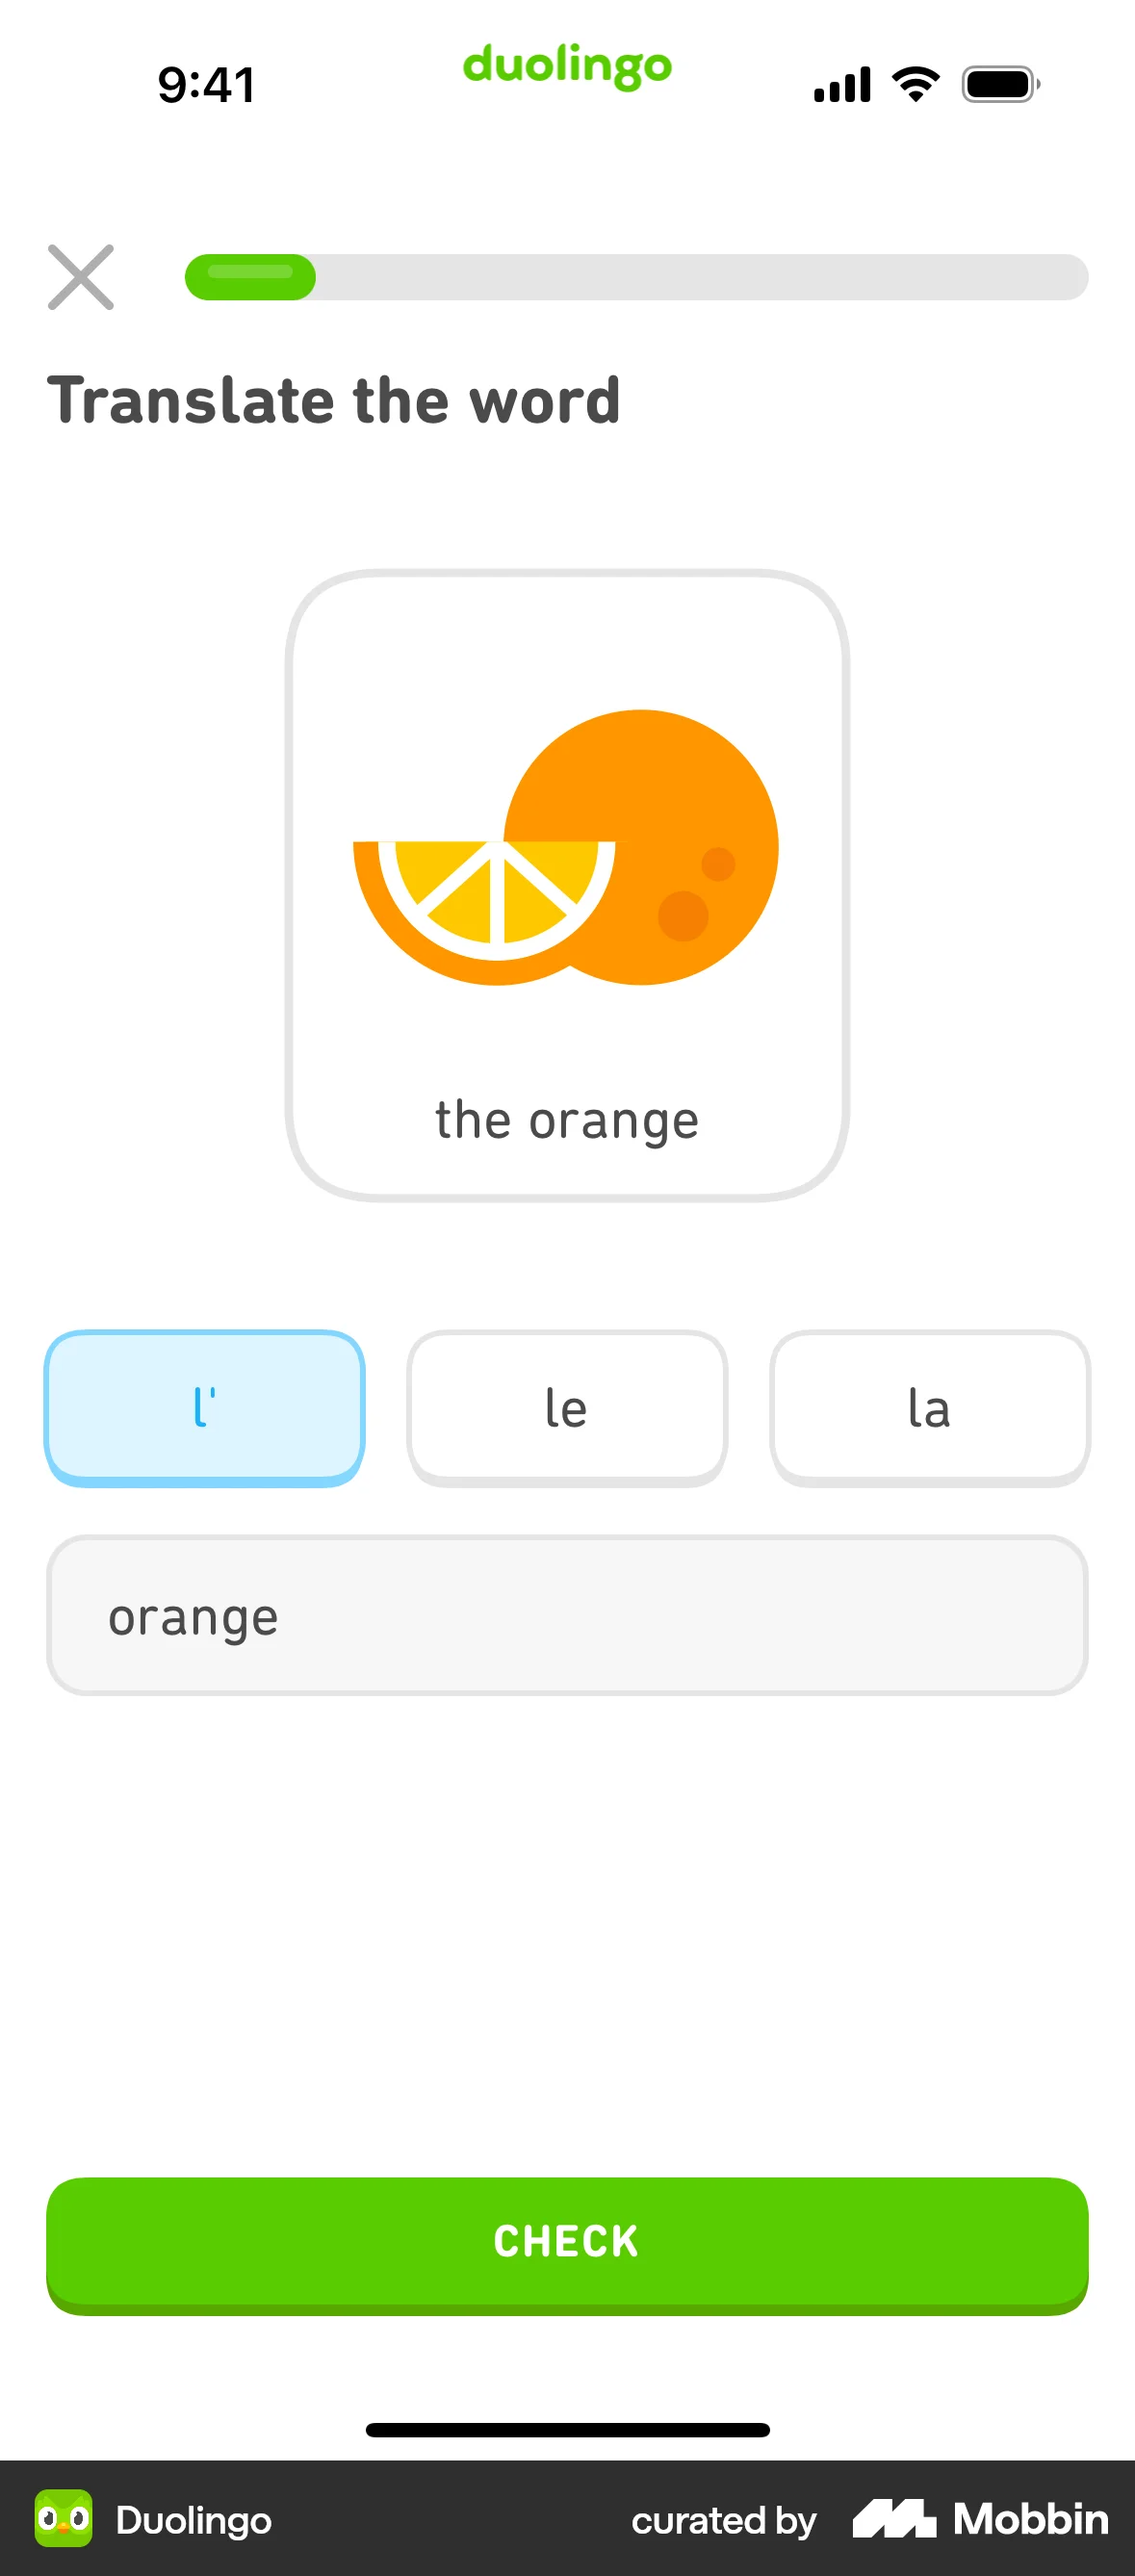 duolingo
9:41
Translate the word
the orange
l' le la
orange
CHECK
Duolingo curated by Mobbin